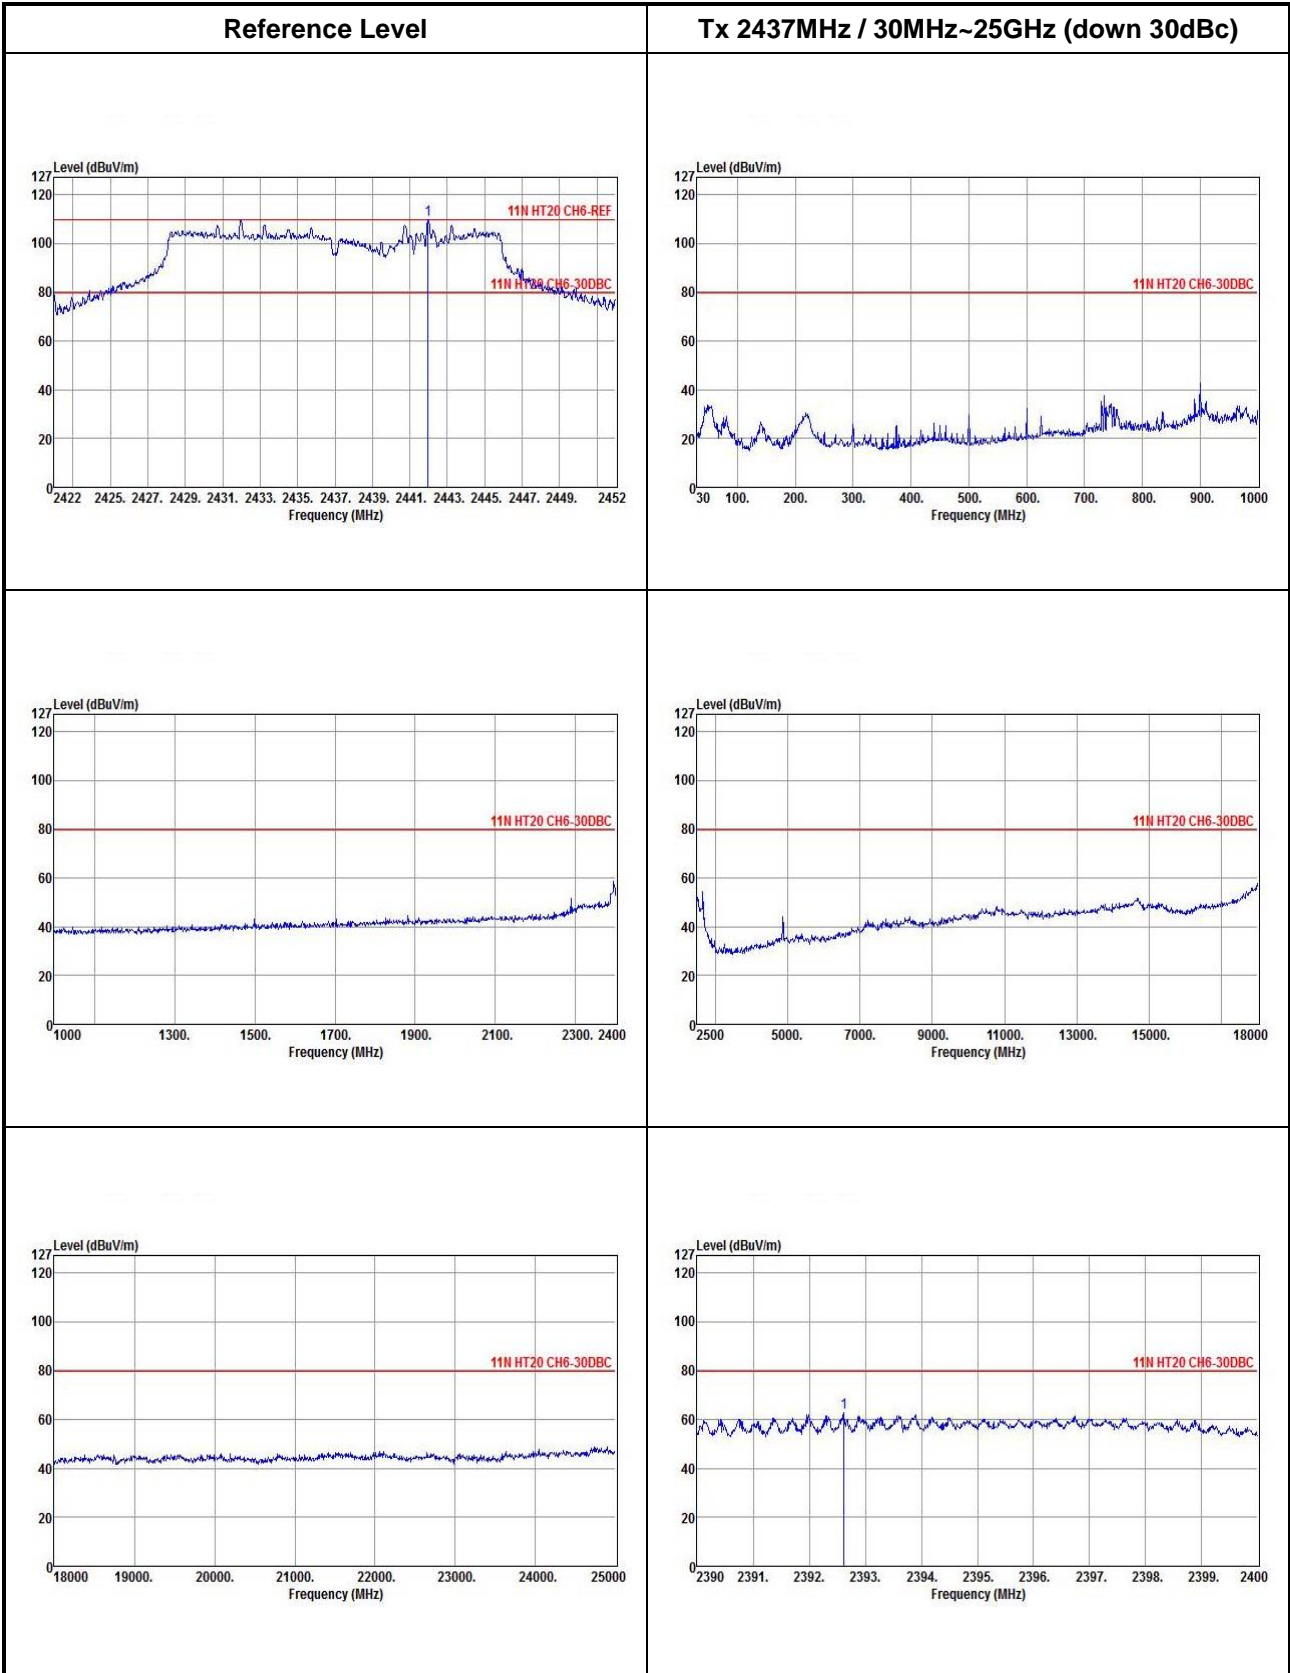 Reference Level
Tx 2437MHz / 30MHz~25GHz (down 30dBc)
Level (dBuV/m)
127
120
11N HT20 CH6-REF
1
100
11N HT20 CH6-30DBC
80
60
40
20
0
2422 2425. 2427. 2429. 2431. 2433. 2435. 2437. 2439. 2441. 2443. 2445. 2447. 2449. 2452
Frequency (MHz)
Level (dBuV/m)
127
120
100
11N HT20 CH6-30DBC
80
60
40
20
0
30 100. 200. 300. 400. 500. 600. 700. 800. 900. 1000
Frequency (MHz)
Level (dBuV/m)
127
120
100
11N HT20 CH6-30DBC
80
60
40
20
0
1000 1300. 1500. 1700. 1900. 2100. 2300. 2400
Frequency (MHz)
Level (dBuV/m)
127
120
100
11N HT20 CH6-30DBC
80
60
40
20
0
2500 5000. 7000. 9000. 11000. 13000. 15000. 18000
Frequency (MHz)
Level (dBuV/m)
127
120
100
11N HT20 CH6-30DBC
80
60
40
20
0
18000 19000. 20000. 21000. 22000. 23000. 24000. 25000
Frequency (MHz)
Level (dBuV/m)
127
120
100
11N HT20 CH6-30DBC
80
1
60
40
20
0
2390 2391. 2392. 2393. 2394. 2395. 2396. 2397. 2398. 2399. 2400
Frequency (MHz)